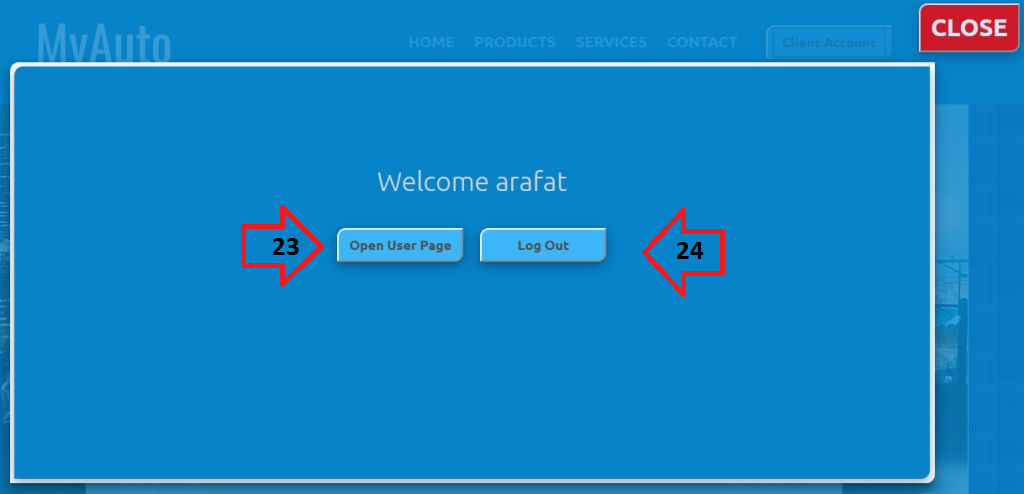 MyAuto
HOME PRODUCTS SERVICES CONTACT
Client Account
CLOSE
Welcome arafat
23
Open User Page
Log Out
24